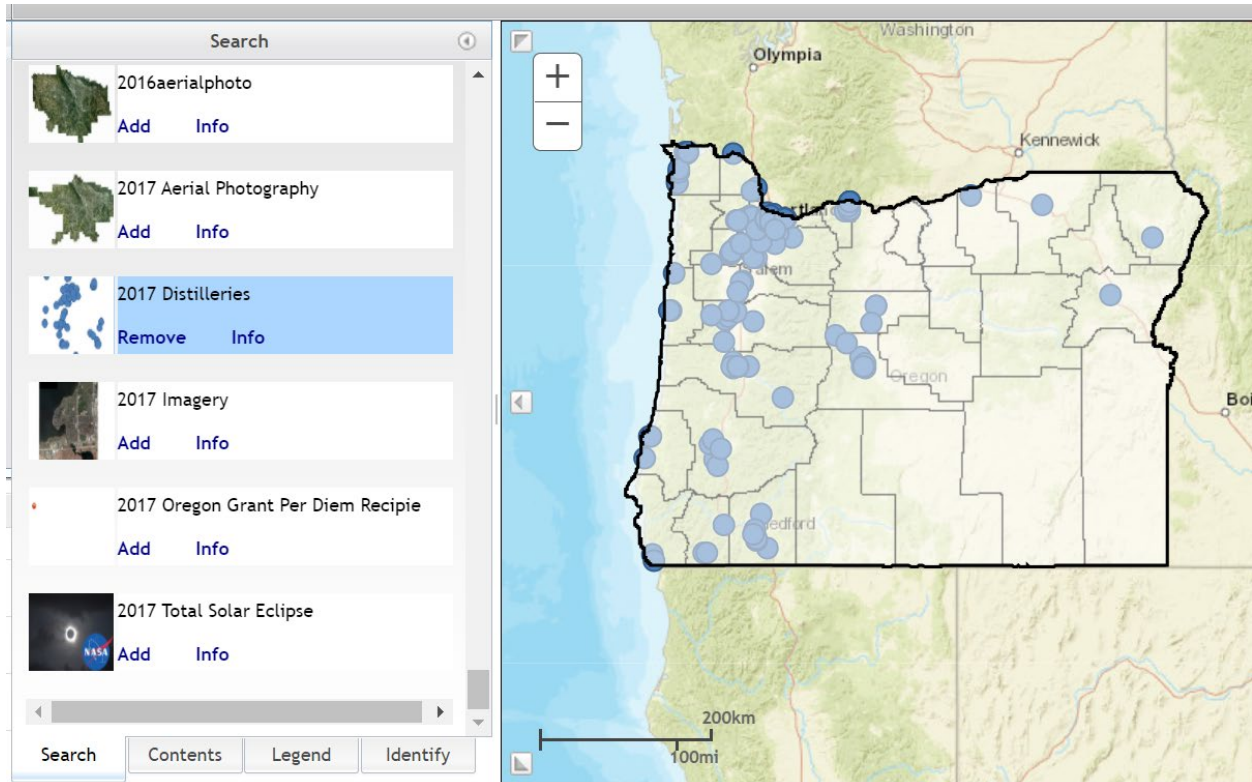 Search
2016aerialphoto
Add Info
2017 Aerial Photography
Add Info
2017 Distilleries
Remove Info
2017 Imagery
Add Info
2017 Oregon Grant Per Diem Recipie
Add Info
2017 Total Solar Eclipse
NASA
Add Info
Search Contents Legend Identify
Washington
Olympia
+
−
Kennewick
Oregon
Boi
200km
100mi